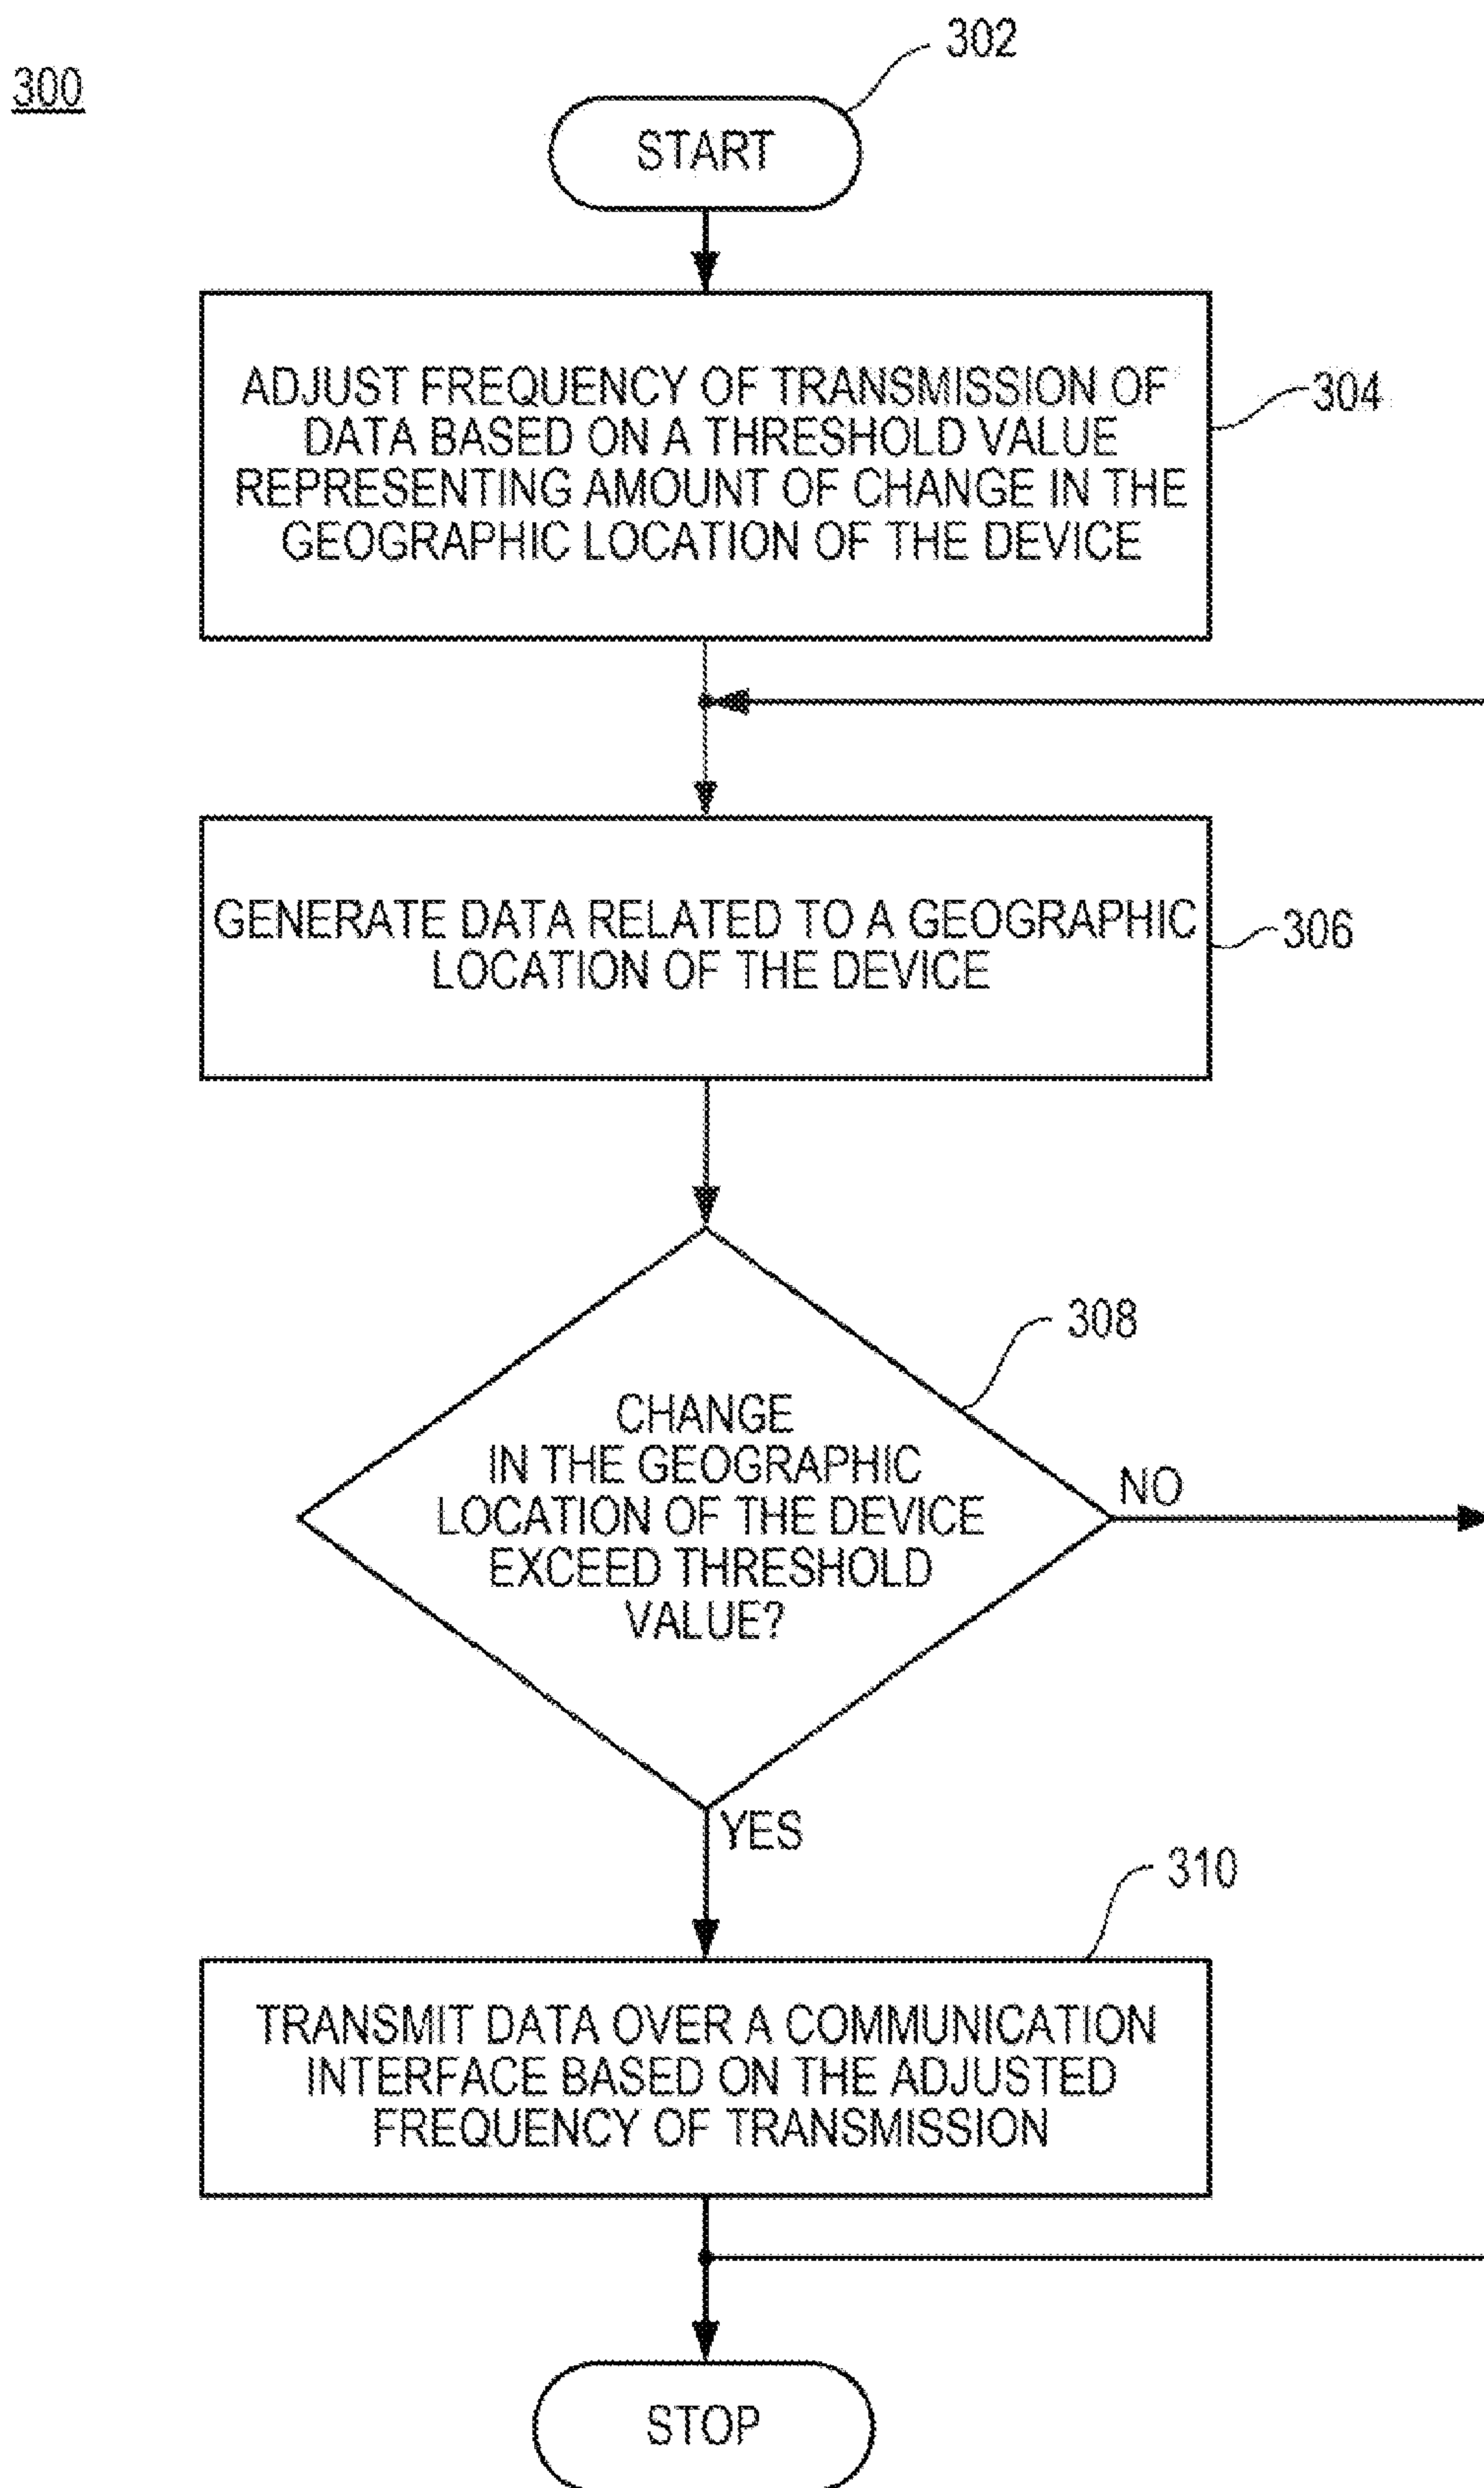 300
302
START
ADJUST FREQUENCY OF TRANSMISSION OF
DATA BASED ON A THRESHOLD VALUE
REPRESENTING AMOUNT OF CHANGE IN THE
GEOGRAPHIC LOCATION OF THE DEVICE
304
GENERATE DATA RELATED TO A GEOGRAPHIC
LOCATION OF THE DEVICE
306
308
CHANGE
IN THE GEOGRAPHIC
LOCATION OF THE DEVICE
EXCEED THRESHOLD
VALUE?
NO
YES
310
TRANSMIT DATA OVER A COMMUNICATION
INTERFACE BASED ON THE ADJUSTED
FREQUENCY OF TRANSMISSION
STOP